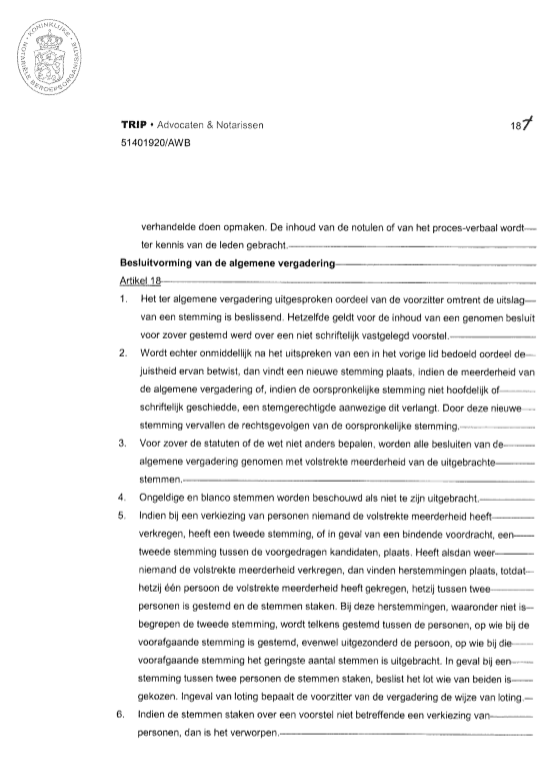 KONINKLIJKE
NOTARIËLE BEROEPSORGANISATIE
TRIP • Advocaten & Notarissen
187
51401920/AWB
verhandelde doen opmaken. De inhoud van de notulen of van het proces-verbaal wordt
ter kennis van de leden gebracht.
Besluitvorming van de algemene vergadering
Artikel 18
1. Het ter algemene vergadering uitgesproken oordeel van de voorzitter omtrent de uitslag
van een stemming is beslissend. Hetzelfde geldt voor de inhoud van een genomen besluit
voor zover gestemd werd over een niet schriftelijk vastgelegd voorstel.
2. Wordt echter onmiddellijk na het uitspreken van een in het vorige lid bedoeld oordeel de
juistheid ervan betwist, dan vindt een nieuwe stemming plaats, indien de meerderheid van
de algemene vergadering of, indien de oorspronkelijke stemming niet hoofdelijk of
schriftelijk geschiedde, een stemgerechtigde aanwezige dit verlangt. Door deze nieuwe
stemming vervallen de rechtsgevolgen van de oorspronkelijke stemming.
3. Voor zover de statuten of de wet niet anders bepalen, worden alle besluiten van de
algemene vergadering genomen met volstrekte meerderheid van de uitgebrachte
stemmen.
4. Ongeldige en blanco stemmen worden beschouwd als niet te zijn uitgebracht.
5. Indien bij een verkiezing van personen niemand de volstrekte meerderheid heeft
verkregen, heeft een tweede stemming, of in geval van een bindende voordracht, een
tweede stemming tussen de voorgedragen kandidaten, plaats. Heeft alsdan weer
niemand de volstrekte meerderheid verkregen, dan vinden herstemmingen plaats, totdat
hetzij één persoon de volstrekte meerderheid heeft gekregen, hetzij tussen twee
personen is gestemd en de stemmen staken. Bij deze herstemmingen, waaronder niet is
begrepen de tweede stemming, wordt telkens gestemd tussen de personen, op wie bij de
voorafgaande stemming is gestemd, evenwel uitgezonderd de persoon, op wie bij die
voorafgaande stemming het geringste aantal stemmen is uitgebracht. In geval bij een
stemming tussen twee personen de stemmen staken, beslist het lot wie van beiden is
gekozen. Ingeval van loting bepaalt de voorzitter van de vergadering de wijze van loting.
6. Indien de stemmen staken over een voorstel niet betreffende een verkiezing van
personen, dan is het verworpen.